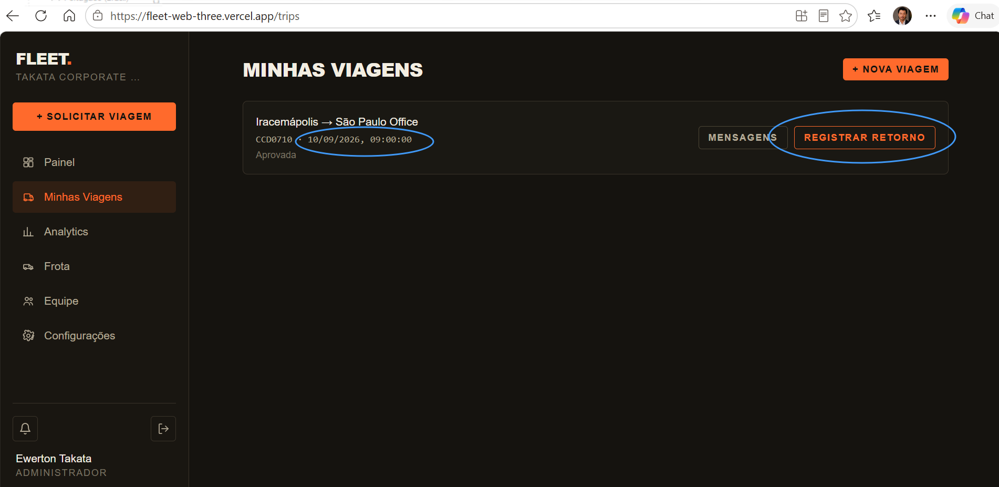 https://fleet-web-three.vercel.app/trips
Chat
FLEET.
TAKATA CORPORATE ...
+ SOLICITAR VIAGEM
Painel
Minhas Viagens
Analytics
Frota
Equipe
Configurações
Ewerton Takata
ADMINISTRADOR
MINHAS VIAGENS
+ NOVA VIAGEM
Iracemápolis → São Paulo Office
CCD0710 · 10/09/2026, 09:00:00
Aprovada
MENSAGENS
REGISTRAR RETORNO